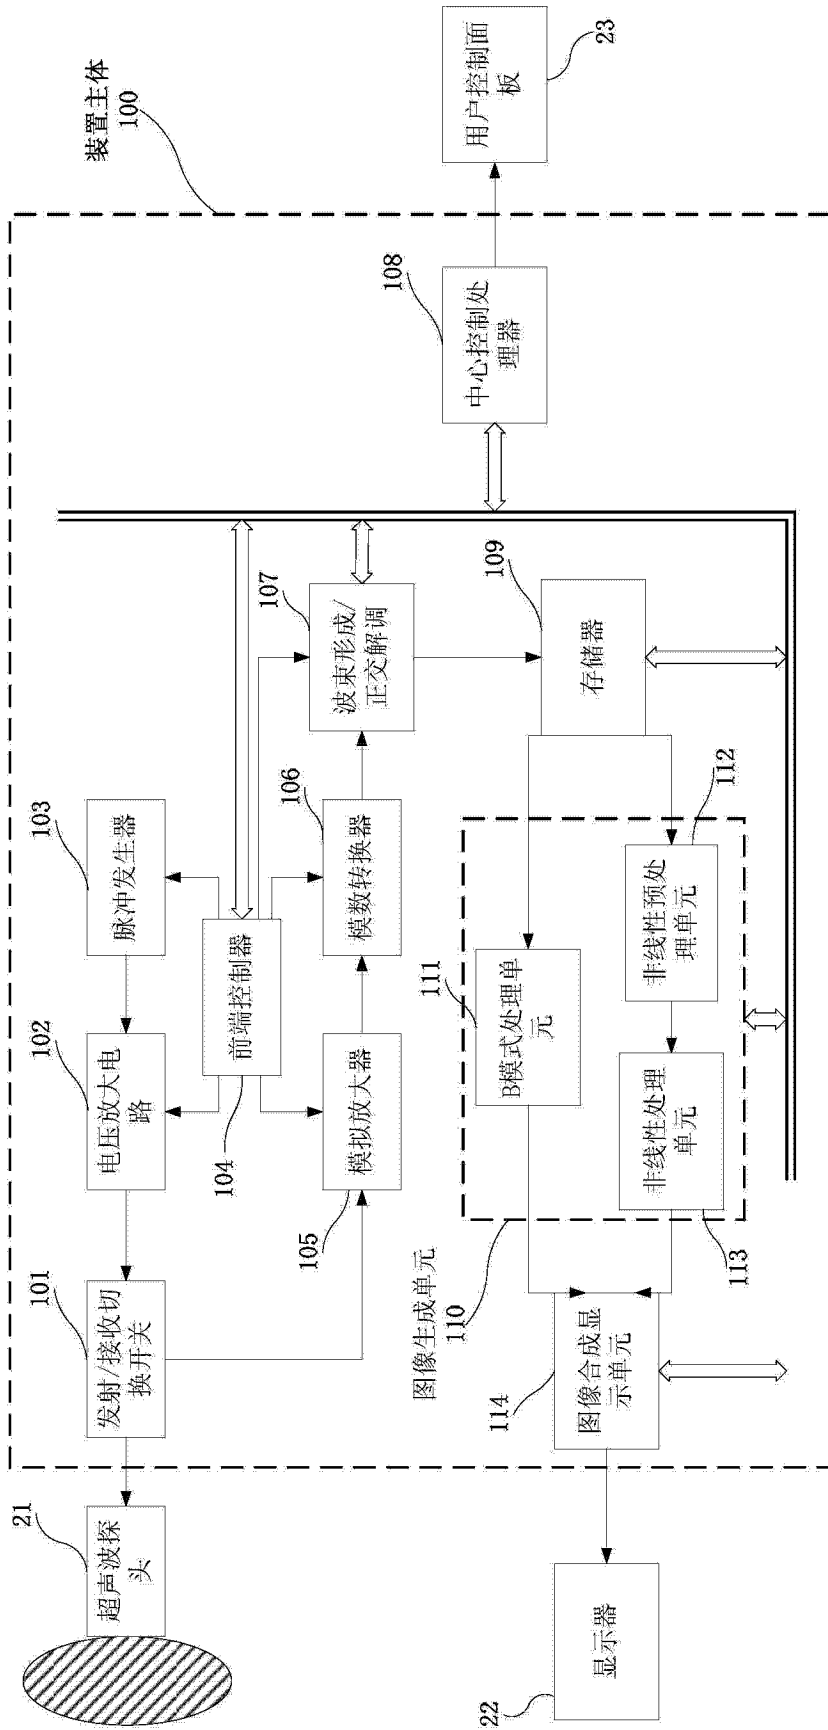 装置主体
100
21
超声波探
头
101
发射/接收切
换开关
102
电压放大电
路
103
脉冲发生器
104
前端控制器
105
模拟放大器
106
模数转换器
107
波束形成/
正交解调
108
中心控制处
理器
用户控制面
板
23
109
存储器
图像生成单元
110
111
B模式处理单
元
112
非线性预处
理单元
非线性处理
单元
113
114
图像合成显
示单元
22
显示器